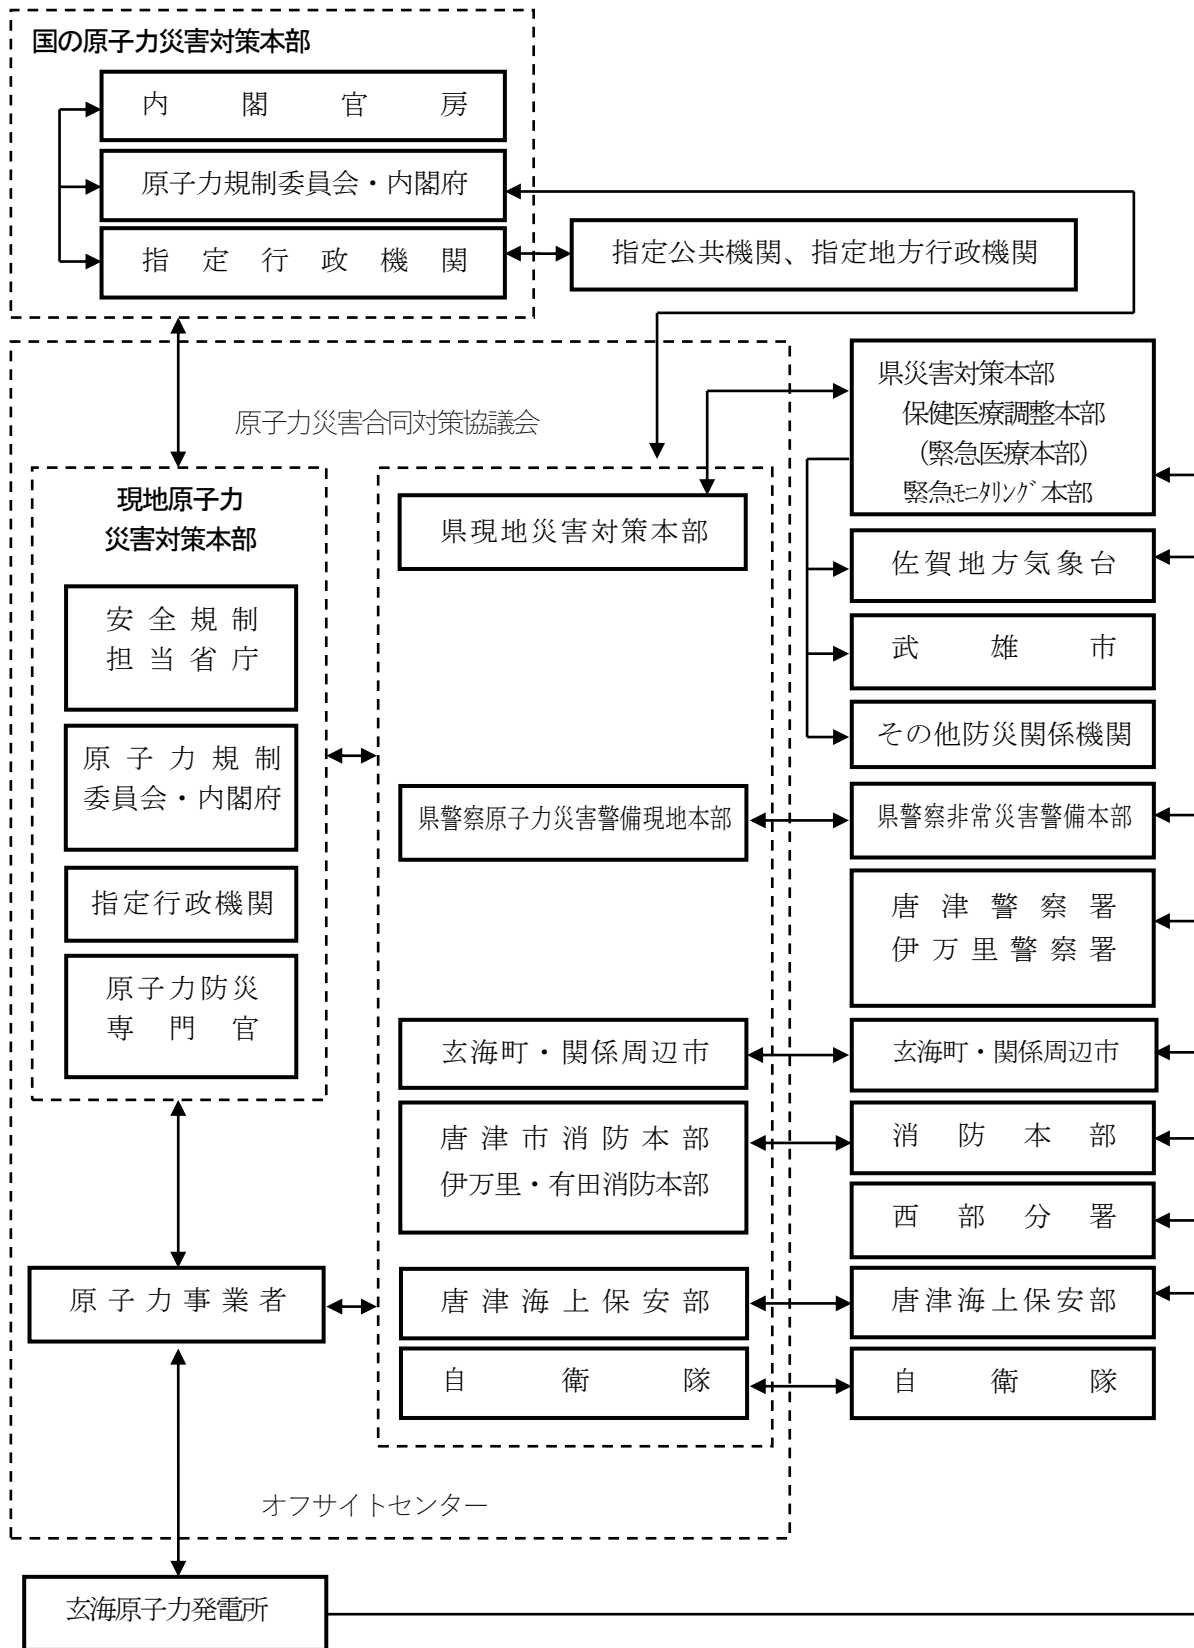 国の原子力災害対策本部
内閣官房
原子力規制委員会・内閣府
指定行政機関
指定公共機関、指定地方行政機関
原子力災害合同対策協議会
現地原子力
災害対策本部
安全規制
担当省庁
原子力規制
委員会・内閣府
指定行政機関
原子力防災
専門官
原子力事業者
県現地災害対策本部
県警察原子力災害警備現地本部
玄海町・関係周辺市
唐津市消防本部
伊万里・有田消防本部
唐津海上保安部
自衛隊
県災害対策本部
保健医療調整本部
(緊急医療本部)
緊急ﾓﾆﾀﾘﾝｸﾞ本部
佐賀地方気象台
武雄市
その他防災関係機関
県警察非常災害警備本部
唐津警察署
伊万里警察署
玄海町・関係周辺市
消防本部
西部分署
唐津海上保安部
自衛隊
オフサイトセンター
玄海原子力発電所